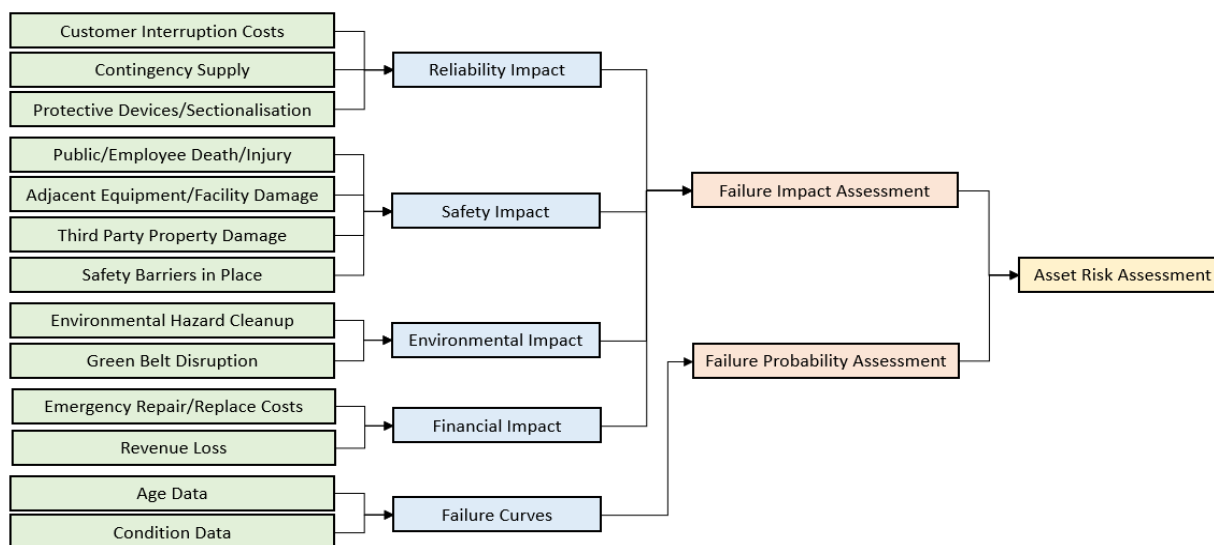 Customer Interruption Costs
Contingency Supply
Protective Devices/Sectionalisation
Public/Employee Death/Injury
Adjacent Equipment/Facility Damage
Third Party Property Damage
Safety Barriers in Place
Environmental Hazard Cleanup
Green Belt Disruption
Emergency Repair/Replace Costs
Revenue Loss
Age Data
Condition Data
Reliability Impact
Safety Impact
Environmental Impact
Financial Impact
Failure Curves
Failure Impact Assessment
Failure Probability Assessment
Asset Risk Assessment